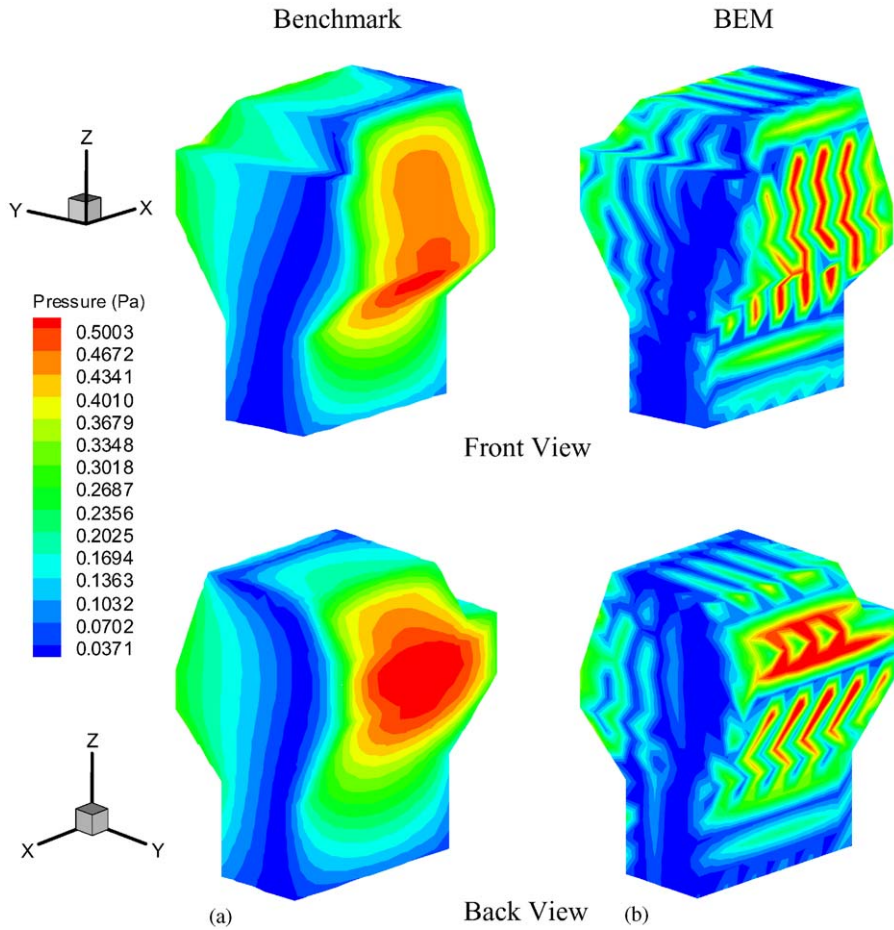 Benchmark
BEM
Z
Y
X
Pressure (Pa)
0.5003
0.4672
0.4341
0.4010
0.3679
0.3348
0.3018
0.2687
0.2356
0.2025
0.1694
0.1363
0.1032
0.0702
0.0371
Front View
Z
X
Y
(a)
Back View
(b)